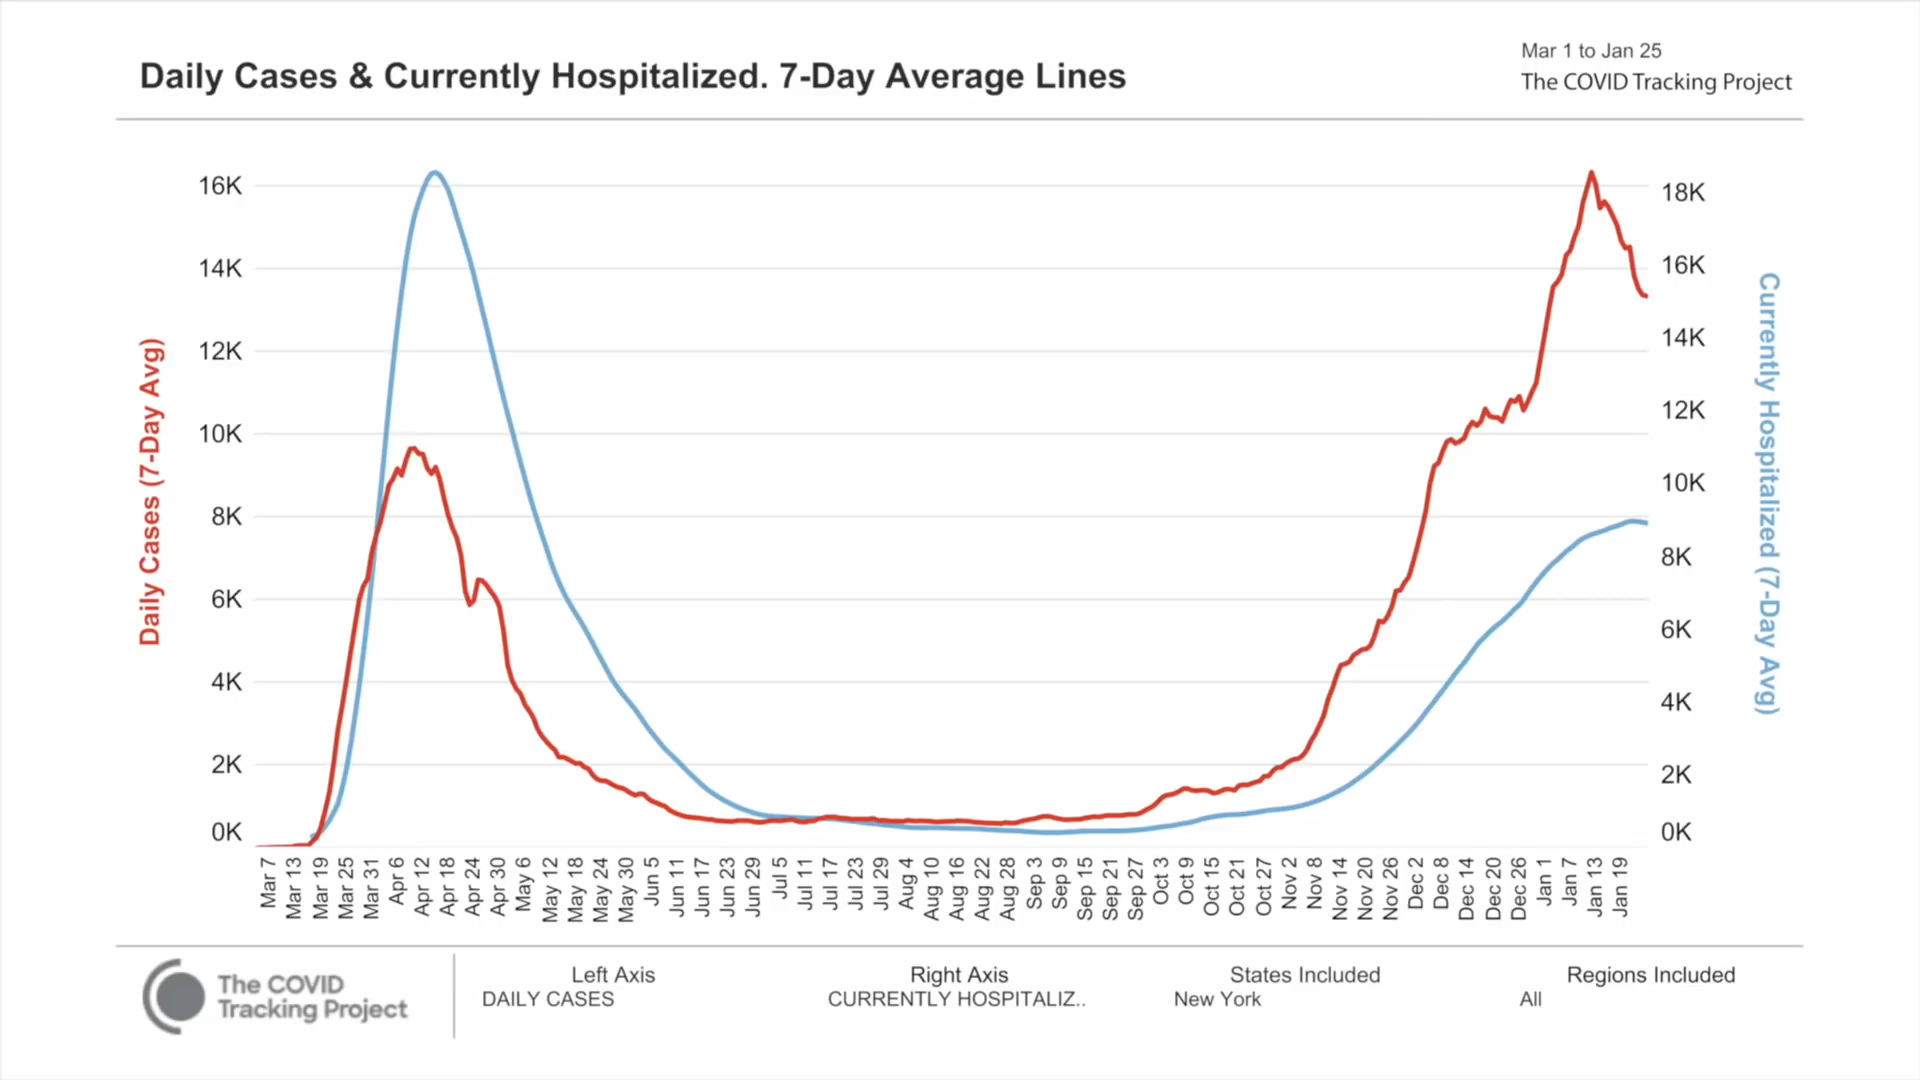 Daily Cases & Currently Hospitalized. 7-Day Average Lines
Mar 1 to Jan 25
The COVID Tracking Project
16K
14K
12K
10K
8K
6K
4K
2K
0K
Daily Cases (7-Day Avg)
18K
16K
14K
12K
10K
8K
6K
4K
2K
0K
Currently Hospitalized (7-Day Avg)
Mar 7
Mar 13
Mar 19
Mar 25
Mar 31
Apr 6
Apr 12
Apr 18
Apr 24
Apr 30
May 6
May 12
May 18
May 24
May 30
Jun 5
Jun 11
Jun 17
Jun 23
Jun 29
Jul 5
Jul 11
Jul 17
Jul 23
Jul 29
Aug 4
Aug 10
Aug 16
Aug 22
Aug 28
Sep 3
Sep 9
Sep 15
Sep 21
Sep 27
Oct 3
Oct 9
Oct 15
Oct 21
Oct 27
Nov 2
Nov 8
Nov 14
Nov 20
Nov 26
Dec 2
Dec 8
Dec 14
Dec 20
Dec 26
Jan 1
Jan 7
Jan 13
Jan 19
The COVID
Tracking Project
Left Axis
DAILY CASES
Right Axis
CURRENTLY HOSPITALIZ..
States Included
New York
Regions Included
All